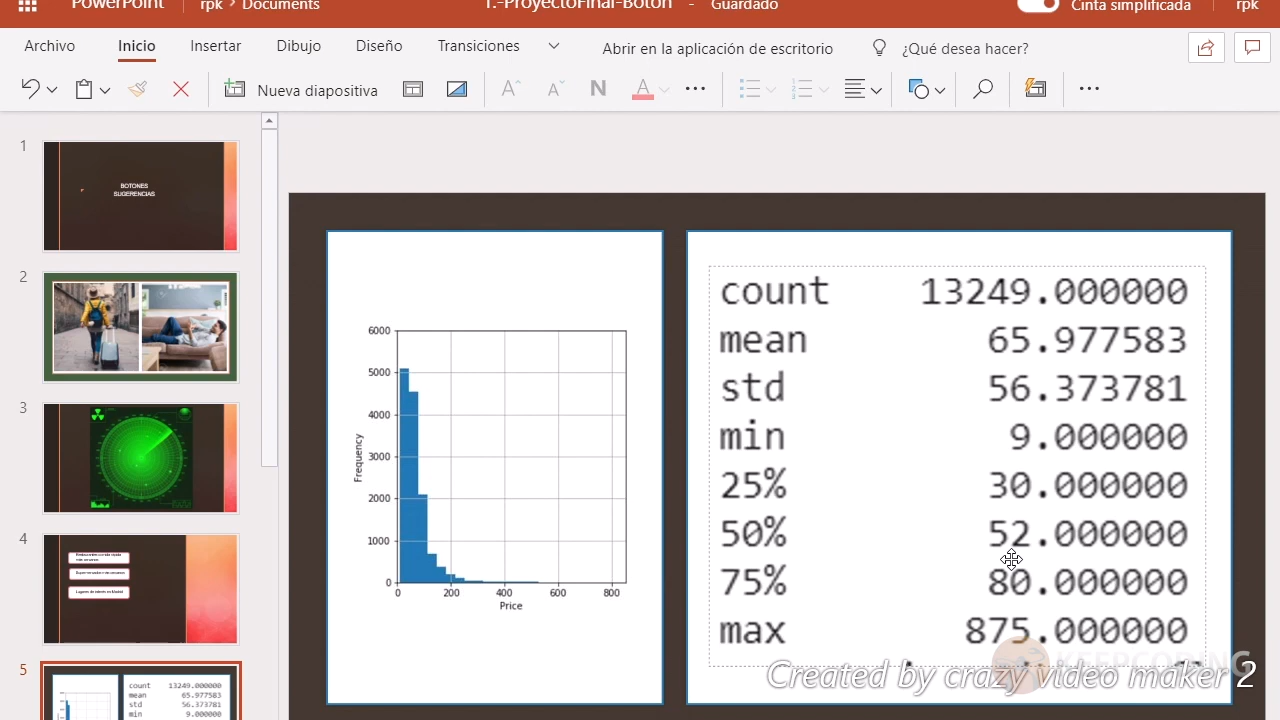 PowerPoint rpk > Documents 1.-ProyectoFinal-Boton - Guardado Cinta simplificada rpk
Archivo Inicio Insertar Dibujo Diseño Transiciones Abrir en la aplicación de escritorio ¿Qué desea hacer?
Nueva diapositiva A A N A
1
BOTONES
SUGERENCIAS
2
3
4
Lugares de interés en Madrid
5
count 13249.000000
mean 65.977583
std 56.373781
min 9.000000
6000
5000
4000
3000
2000
1000
0
Frequency
0 200 400 600 800
Price
count 13249.000000
mean 65.977583
std 56.373781
min 9.000000
25% 30.000000
50% 52.000000
75% 80.000000
max 875.000000
KEEPCODING
Created by crazy video maker 2